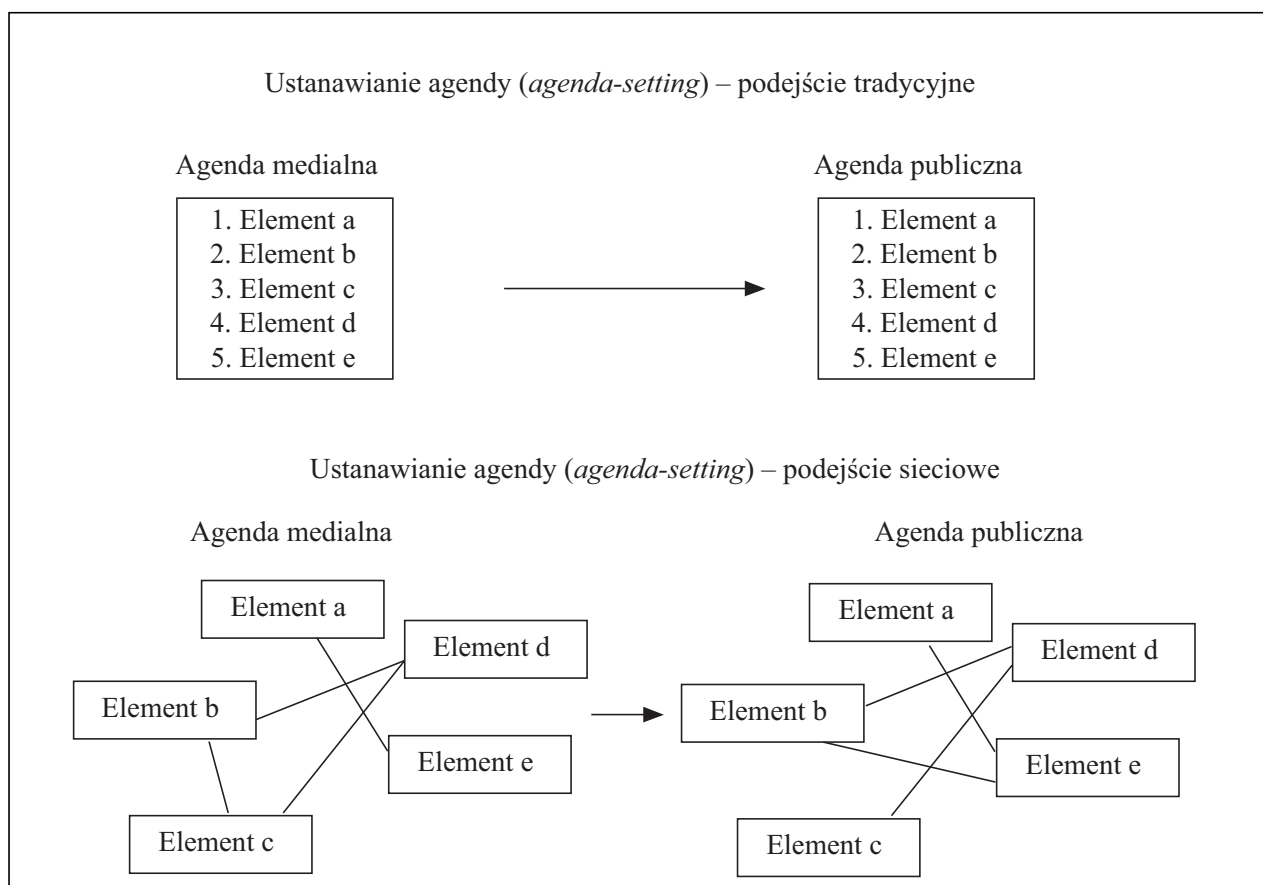 Ustanawianie agendy (agenda-setting) – podejście tradycyjne
Agenda medialna
1. Element a
2. Element b
3. Element c
4. Element d
5. Element e
Agenda publiczna
1. Element a
2. Element b
3. Element c
4. Element d
5. Element e
Ustanawianie agendy (agenda-setting) – podejście sieciowe
Agenda medialna
Element a
Element d
Element b
Element e
Element c
Agenda publiczna
Element a
Element d
Element b
Element e
Element c